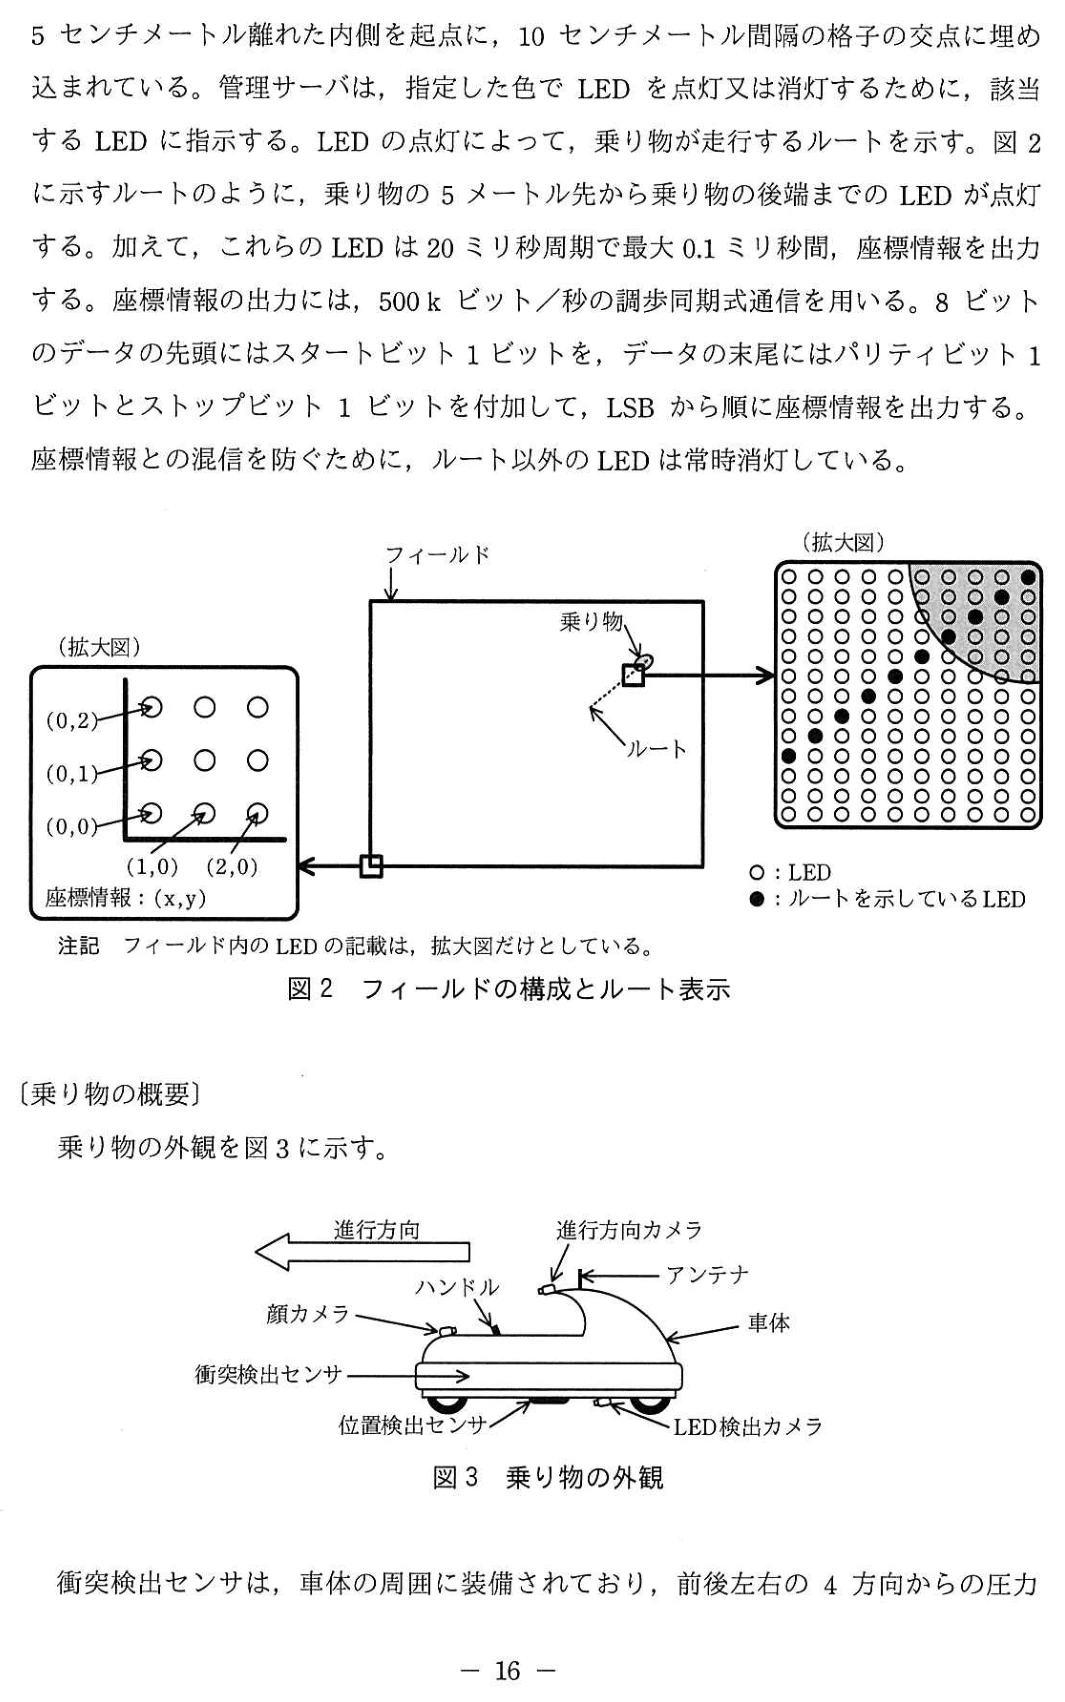 5 センチメートル離れた内側を起点に，10 センチメートル間隔の格子の交点に埋め
込まれている。管理サーバは，指定した色で LED を点灯又は消灯するために，該当
する LED に指示する。LED の点灯によって，乗り物が走行するルートを示す。図 2
に示すルートのように，乗り物の 5 メートル先から乗り物の後端までの LED が点灯
する。加えて，これらの LED は 20 ミリ秒周期で最大 0.1 ミリ秒間，座標情報を出力
する。座標情報の出力には，500 k ビット／秒の調歩同期式通信を用いる。8 ビット
のデータの先頭にはスタートビット 1 ビットを，データの末尾にはパリティビット 1
ビットとストップビット 1 ビットを付加して，LSB から順に座標情報を出力する。
座標情報との混信を防ぐために，ルート以外の LED は常時消灯している。
（拡大図）
フィールド
乗り物
（拡大図）
(0,2)
(0,1)
ルート
(0,0)
(1,0) (2,0)
座標情報：(x,y)
○：LED
●：ルートを示しているLED
注記 フィールド内の LED の記載は，拡大図だけとしている。
図 2 フィールドの構成とルート表示
〔乗り物の概要〕
乗り物の外観を図 3 に示す。
進行方向
進行方向カメラ
アンテナ
ハンドル
顔カメラ
車体
衝突検出センサ
位置検出センサ
LED検出カメラ
図 3 乗り物の外観
衝突検出センサは，車体の周囲に装備されており，前後左右の 4 方向からの圧力
－ 16 －